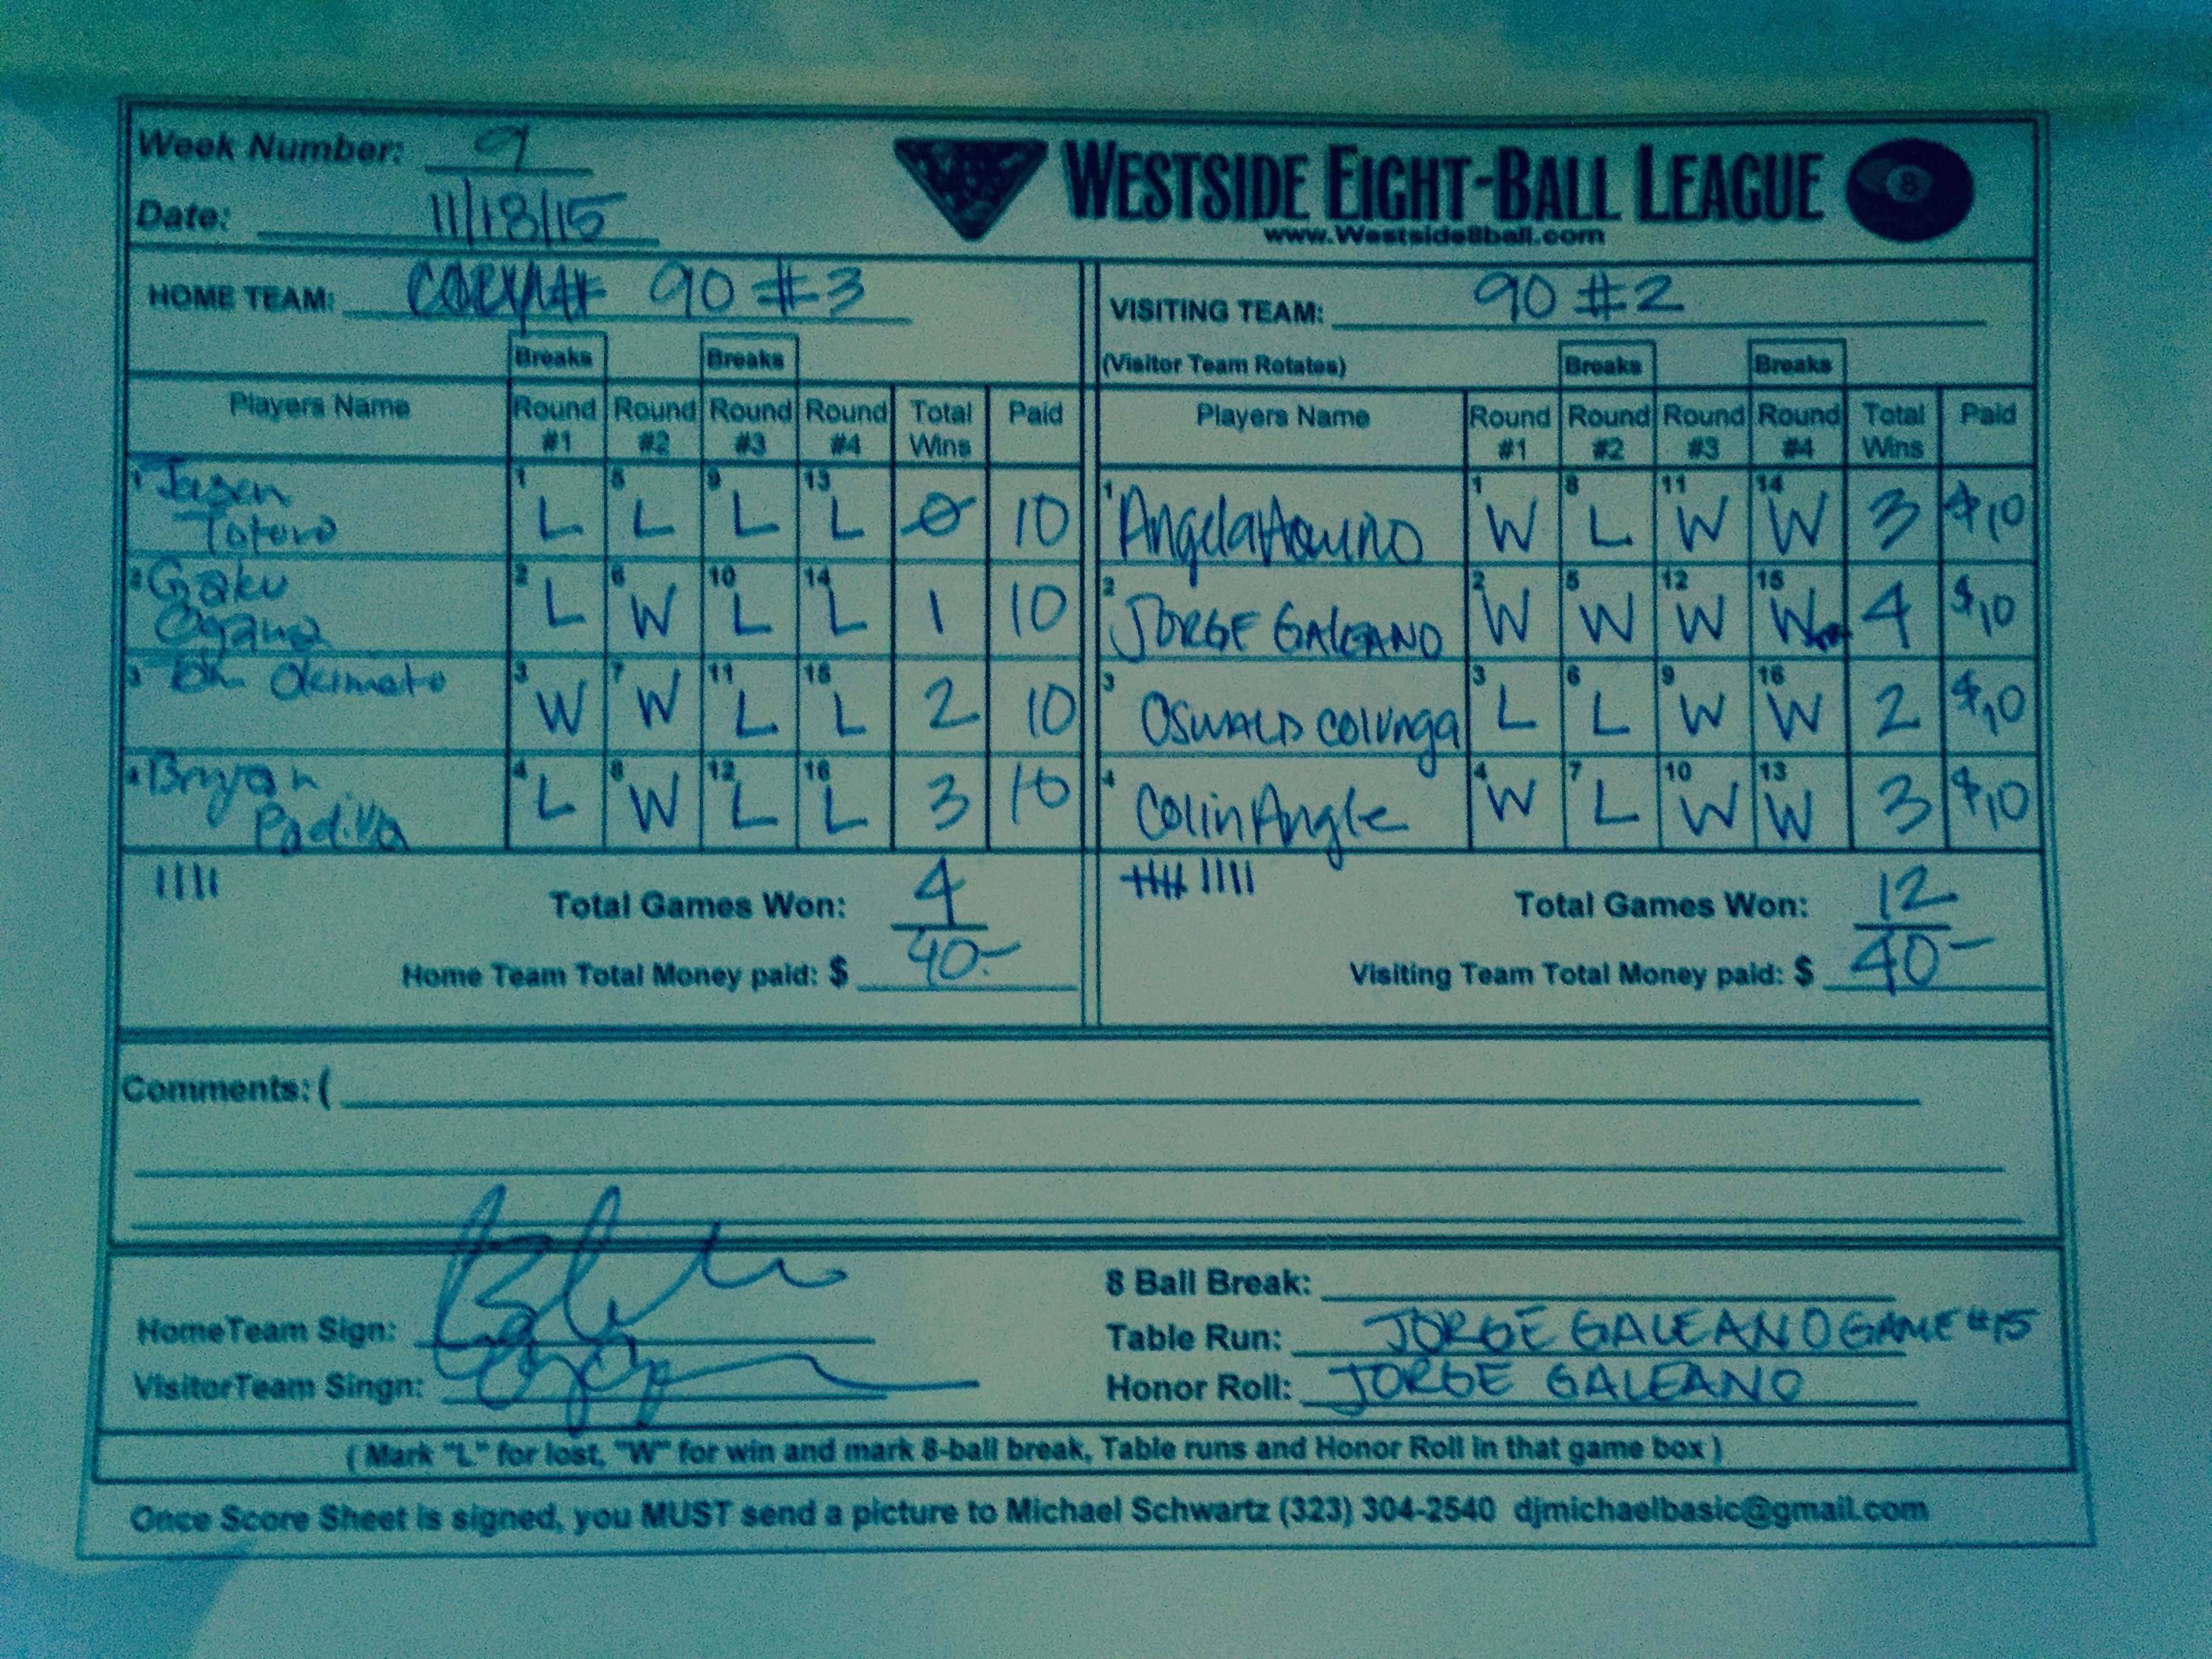 Week Number: 9
WESTSIDE EIGHT-BALL LEAGUE 8
Date: 11/18/15
www.Westside8ball.com
HOME TEAM: 90 #3
VISITING TEAM: 90 #2
Breaks Breaks
(Visitor Team Rotates) Breaks Breaks
Players Name Round #1 Round #2 Round #3 Round #4 Total Wins Paid
Players Name Round #1 Round #2 Round #3 Round #4 Total Wins Paid
1 Jasen Totoro 1 L 5 L 9 L 13 L 0 10
1 Angela 1 W 8 L 11 W 14 W 3 $10
2 Gaku Ogawa 2 L 6 W 10 L 14 L 1 10
2 JORGE GALEANO 2 W 5 W 12 W 15 W 4 $10
3 Okimoto 3 W 7 W 11 L 15 L 2 10
3 OSWALD COLUNGA 3 L 6 L 9 W 16 W 2 $10
4 Bryan Padilla 4 L 8 W 12 L 16 L 3 10
4 Colin Angle 4 W 7 L 10 W 13 W 3 $10
Total Games Won: 4
Total Games Won: 12
Home Team Total Money paid: $ 40.-
Visiting Team Total Money paid: $ 40-
Comments: (
8 Ball Break:
HomeTeam Sign:
Table Run: JORGE GALEANO GAME #15
VisitorTeam Singn:
Honor Roll: JORGE GALEANO
( Mark "L" for lost, "W" for win and mark 8-ball break, Table runs and Honor Roll in that game box )
Once Score Sheet is signed, you MUST send a picture to Michael Schwartz (323) 304-2540 djmichaelbasic@gmail.com